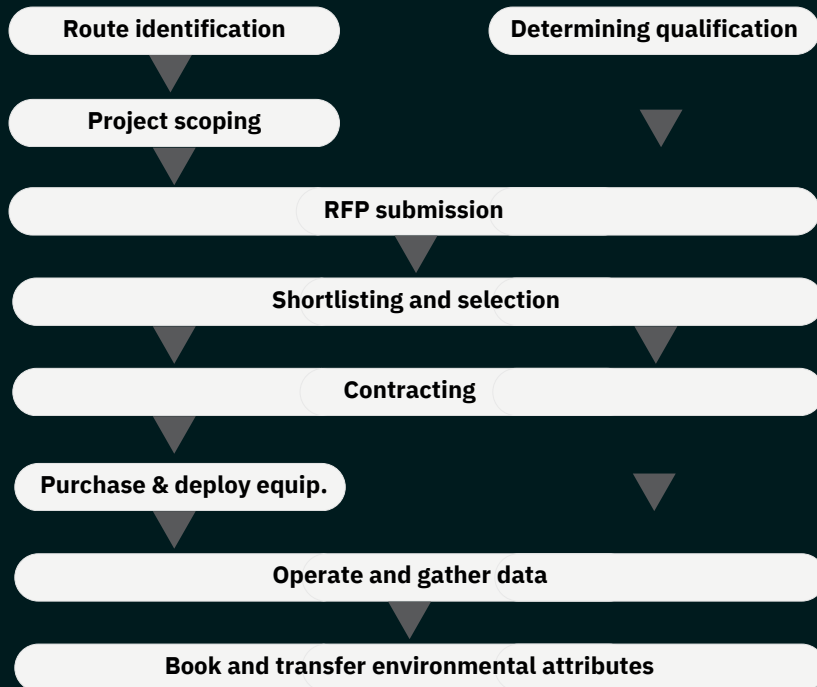 Route identification
Determining qualification
Project scoping
RFP submission
Shortlisting and selection
Contracting
Purchase & deploy equip.
Operate and gather data
Book and transfer environmental attributes